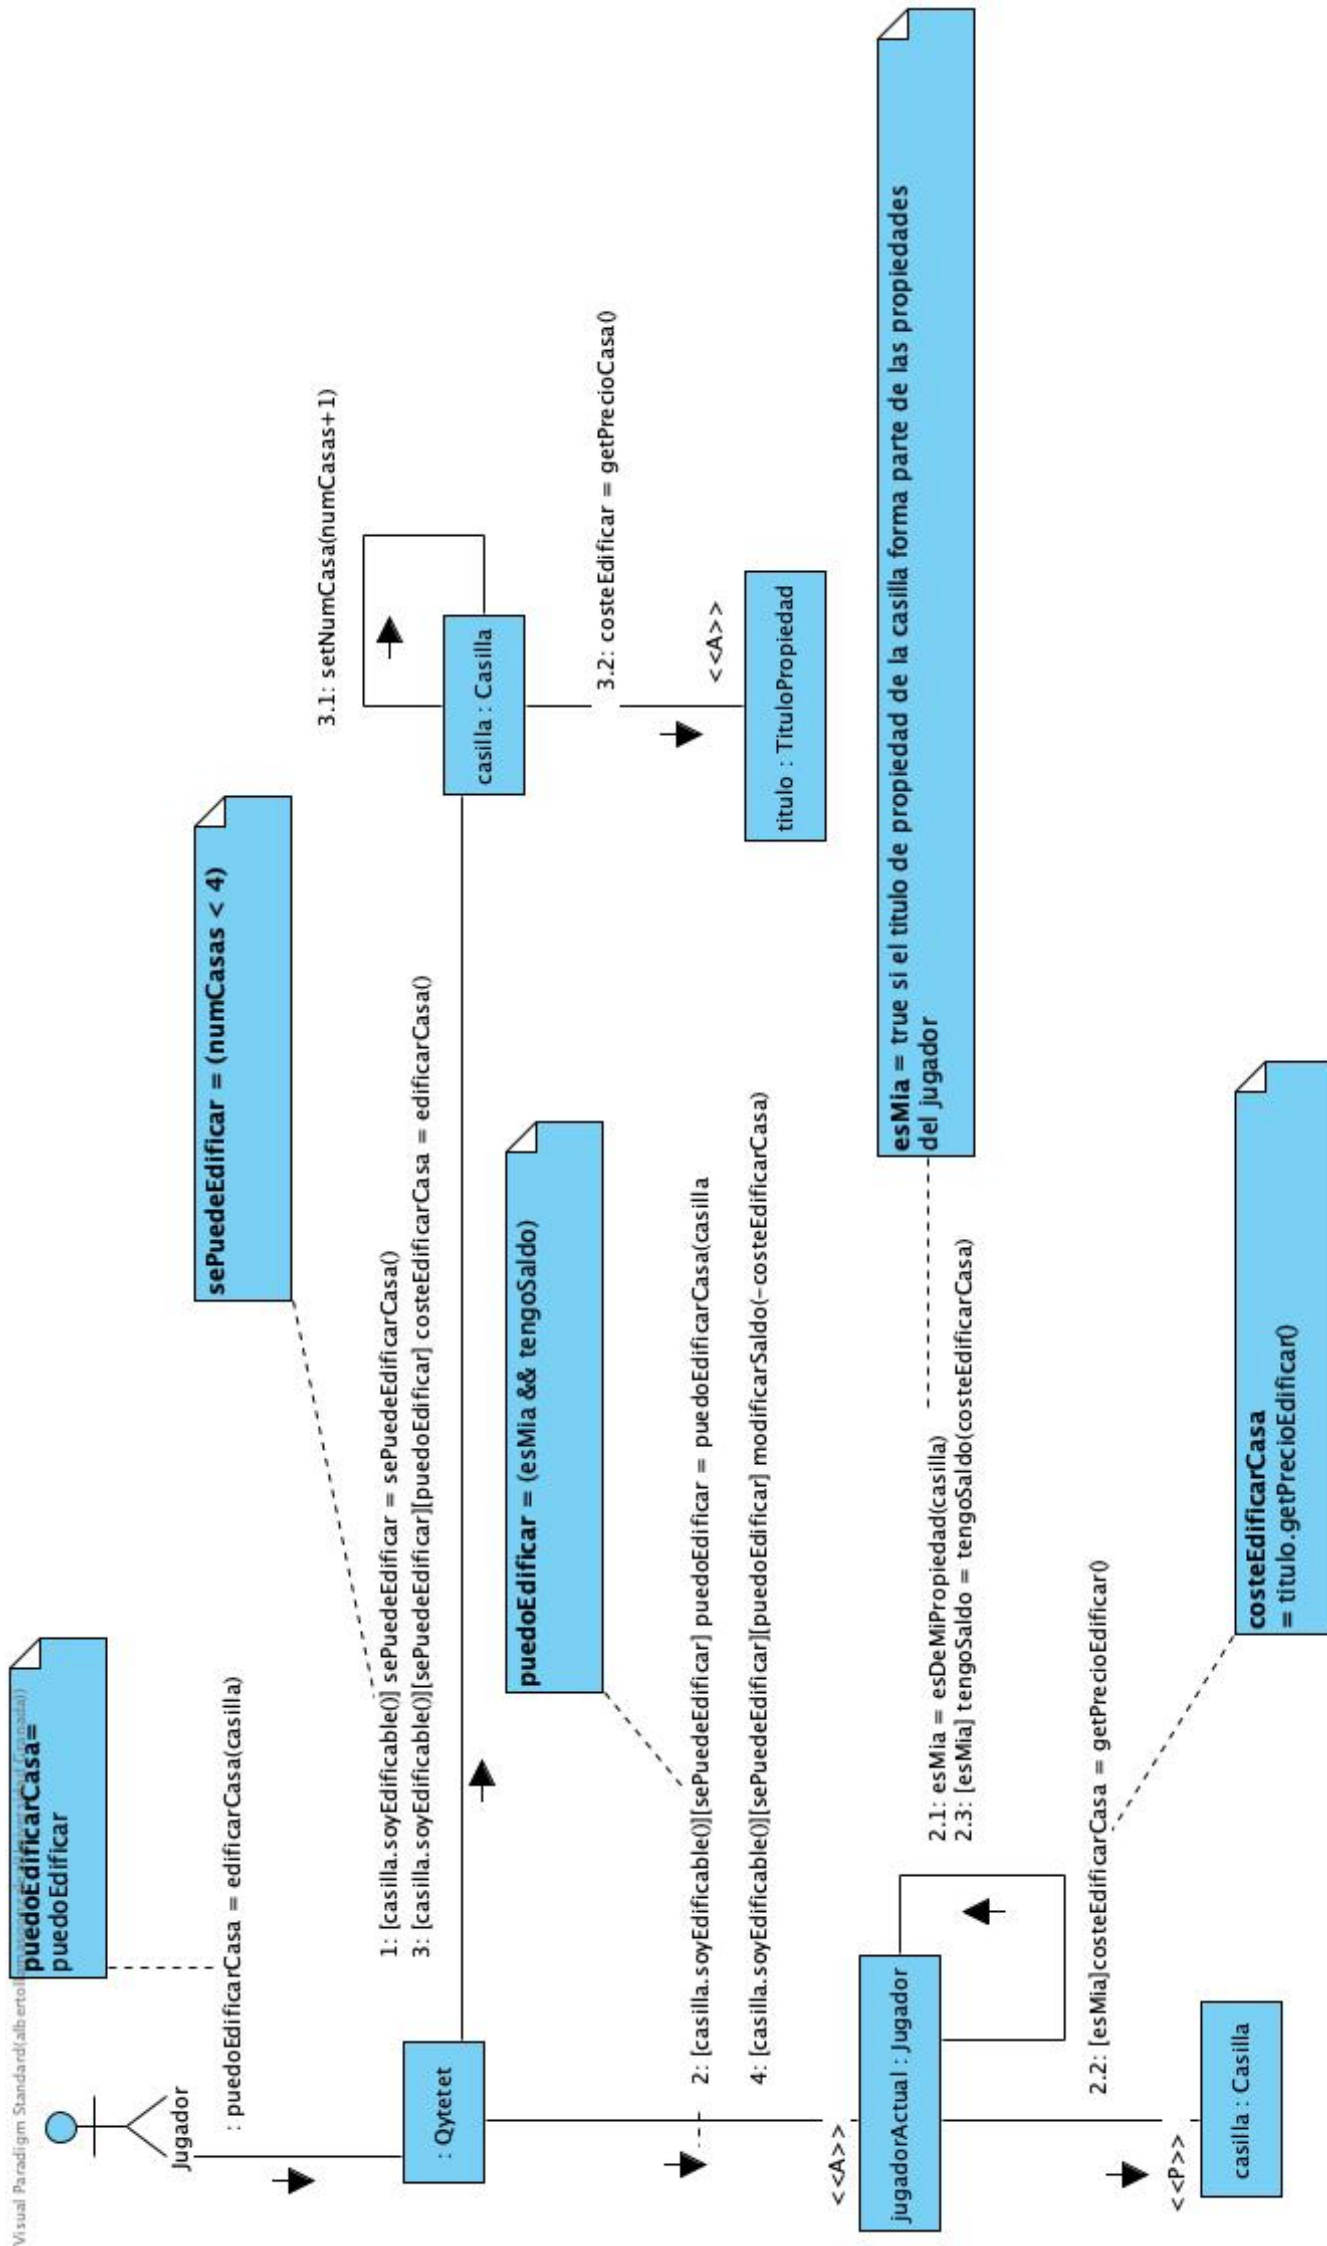 Visual Paradigm Standard(alberto
Granada))
puedoEdificarCasa=
puedoEdificar
Jugador
: puedoEdificarCasa = edificarCasa(casilla)
sePuedeEdificar = (numCasas < 4)
3.1: setNumCasa(numCasas+1)
1: [casilla.soyEdificable()] sePuedeEdificar = sePuedeEdificarCasa()
3: [casilla.soyEdificable()][sePuedeEdificar][puedoEdificar] costeEdificarCasa = edificarCasa()
: Qytetet
casilla : Casilla
puedoEdificar = (esMia && tengoSaldo)
3.2: costeEdificar = getPrecioCasa()
2: [casilla.soyEdificable()][sePuedeEdificar] puedoEdificar = puedoEdificarCasa(casilla
<<A>>
4: [casilla.soyEdificable()][sePuedeEdificar][puedoEdificar] modificarSaldo(-costeEdificarCasa)
titulo : TituloPropiedad
<<A>>
jugadorActual : Jugador
esMia = true si el titulo de propiedad de la casilla forma parte de las propiedades
del jugador
2.1: esMia = esDeMiPropiedad(casilla)
2.3: [esMia] tengoSaldo = tengoSaldo(costeEdificarCasa)
2.2: [esMia]costeEdificarCasa = getPrecioEdificar()
<<P>>
casilla : Casilla
costeEdificarCasa
= titulo.getPrecioEdificar()